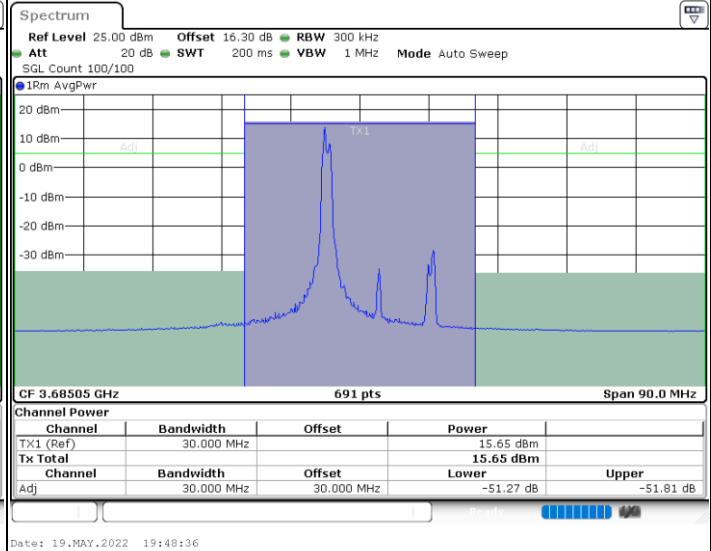 Spectrum
Ref Level 25.00 dBm Offset 16.30 dB RBW 300 kHz
Att 20 dB SWT 200 ms VBW 1 MHz Mode Auto Sweep
SGL Count 100/100
1Rm AvgPwr
20 dBm
TX1
10 dBm
Adj Adj
0 dBm
-10 dBm
-20 dBm
-30 dBm
CF 3.68505 GHz 691 pts Span 90.0 MHz
Channel Power
Channel Bandwidth Offset Power
TX1 (Ref) 30.000 MHz 15.65 dBm
Tx Total 15.65 dBm
Channel Bandwidth Offset Lower Upper
Adj 30.000 MHz 30.000 MHz -51.27 dB -51.81 dB
Ready
Date: 19.MAY.2022 19:48:36